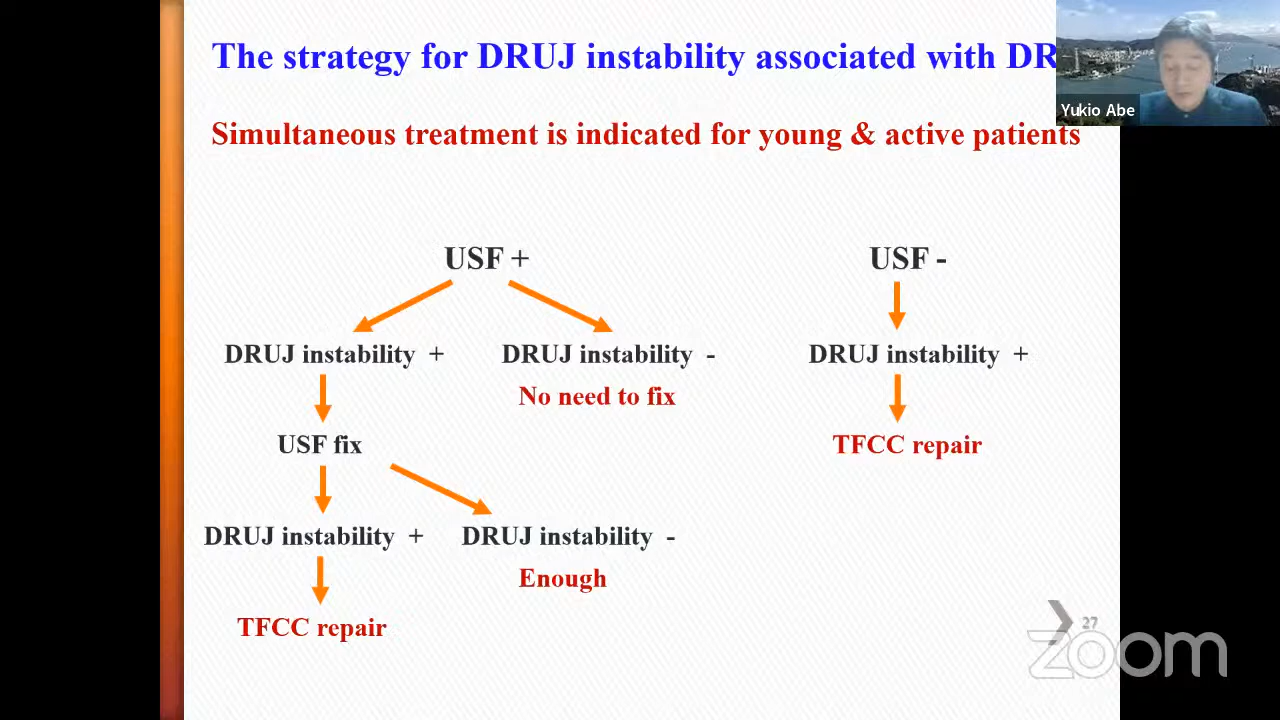 The strategy for DRUJ instability associated with DR
Yukio Abe
Simultaneous treatment is indicated for young & active patients
USF +
USF -
DRUJ instability +
DRUJ instability -
DRUJ instability +
No need to fix
USF fix
TFCC repair
DRUJ instability +
DRUJ instability -
Enough
TFCC repair
27
zoom